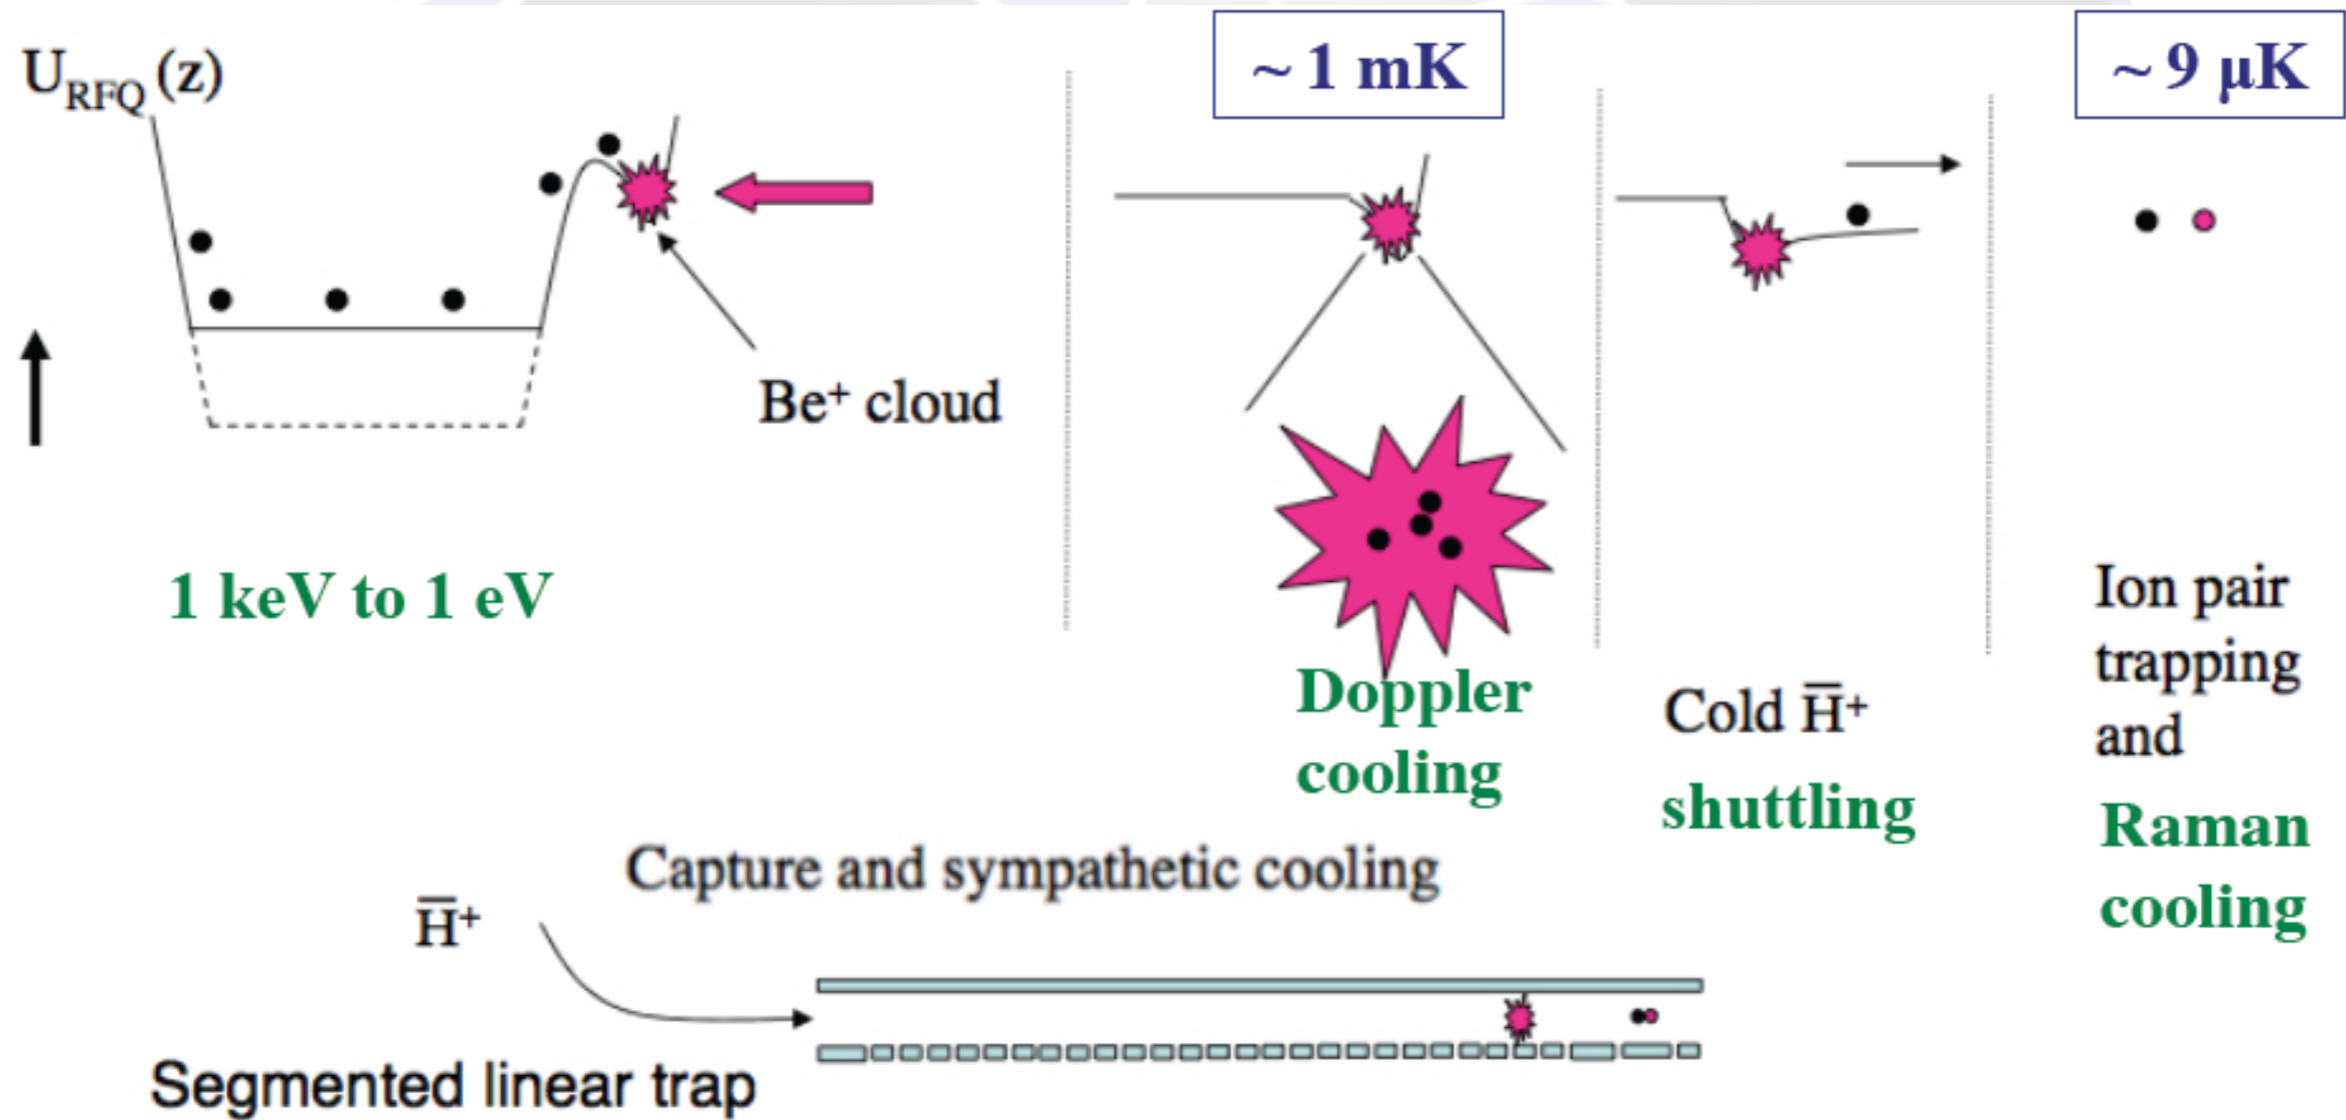 U_RFQ (z)
~ 1 mK
~ 9 µK
Be⁺ cloud
1 keV to 1 eV
Doppler
cooling
Cold H̅⁺
shuttling
Ion pair
trapping
and
Raman
cooling
Capture and sympathetic cooling
H̅⁺
Segmented linear trap